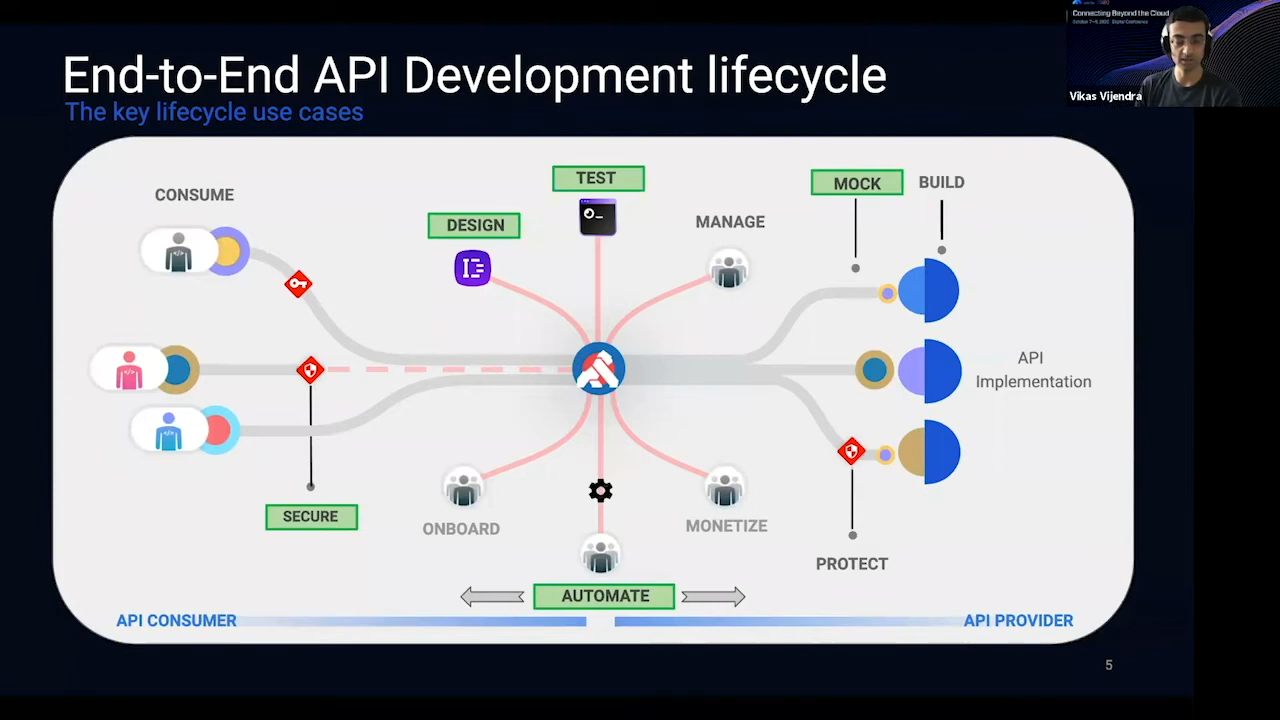 Connecting Beyond the Cloud
Vikas Vijendra
End-to-End API Development lifecycle
The key lifecycle use cases
CONSUME
DESIGN
TEST
MANAGE
MOCK
BUILD
API
Implementation
SECURE
ONBOARD
MONETIZE
PROTECT
AUTOMATE
API CONSUMER
API PROVIDER
5